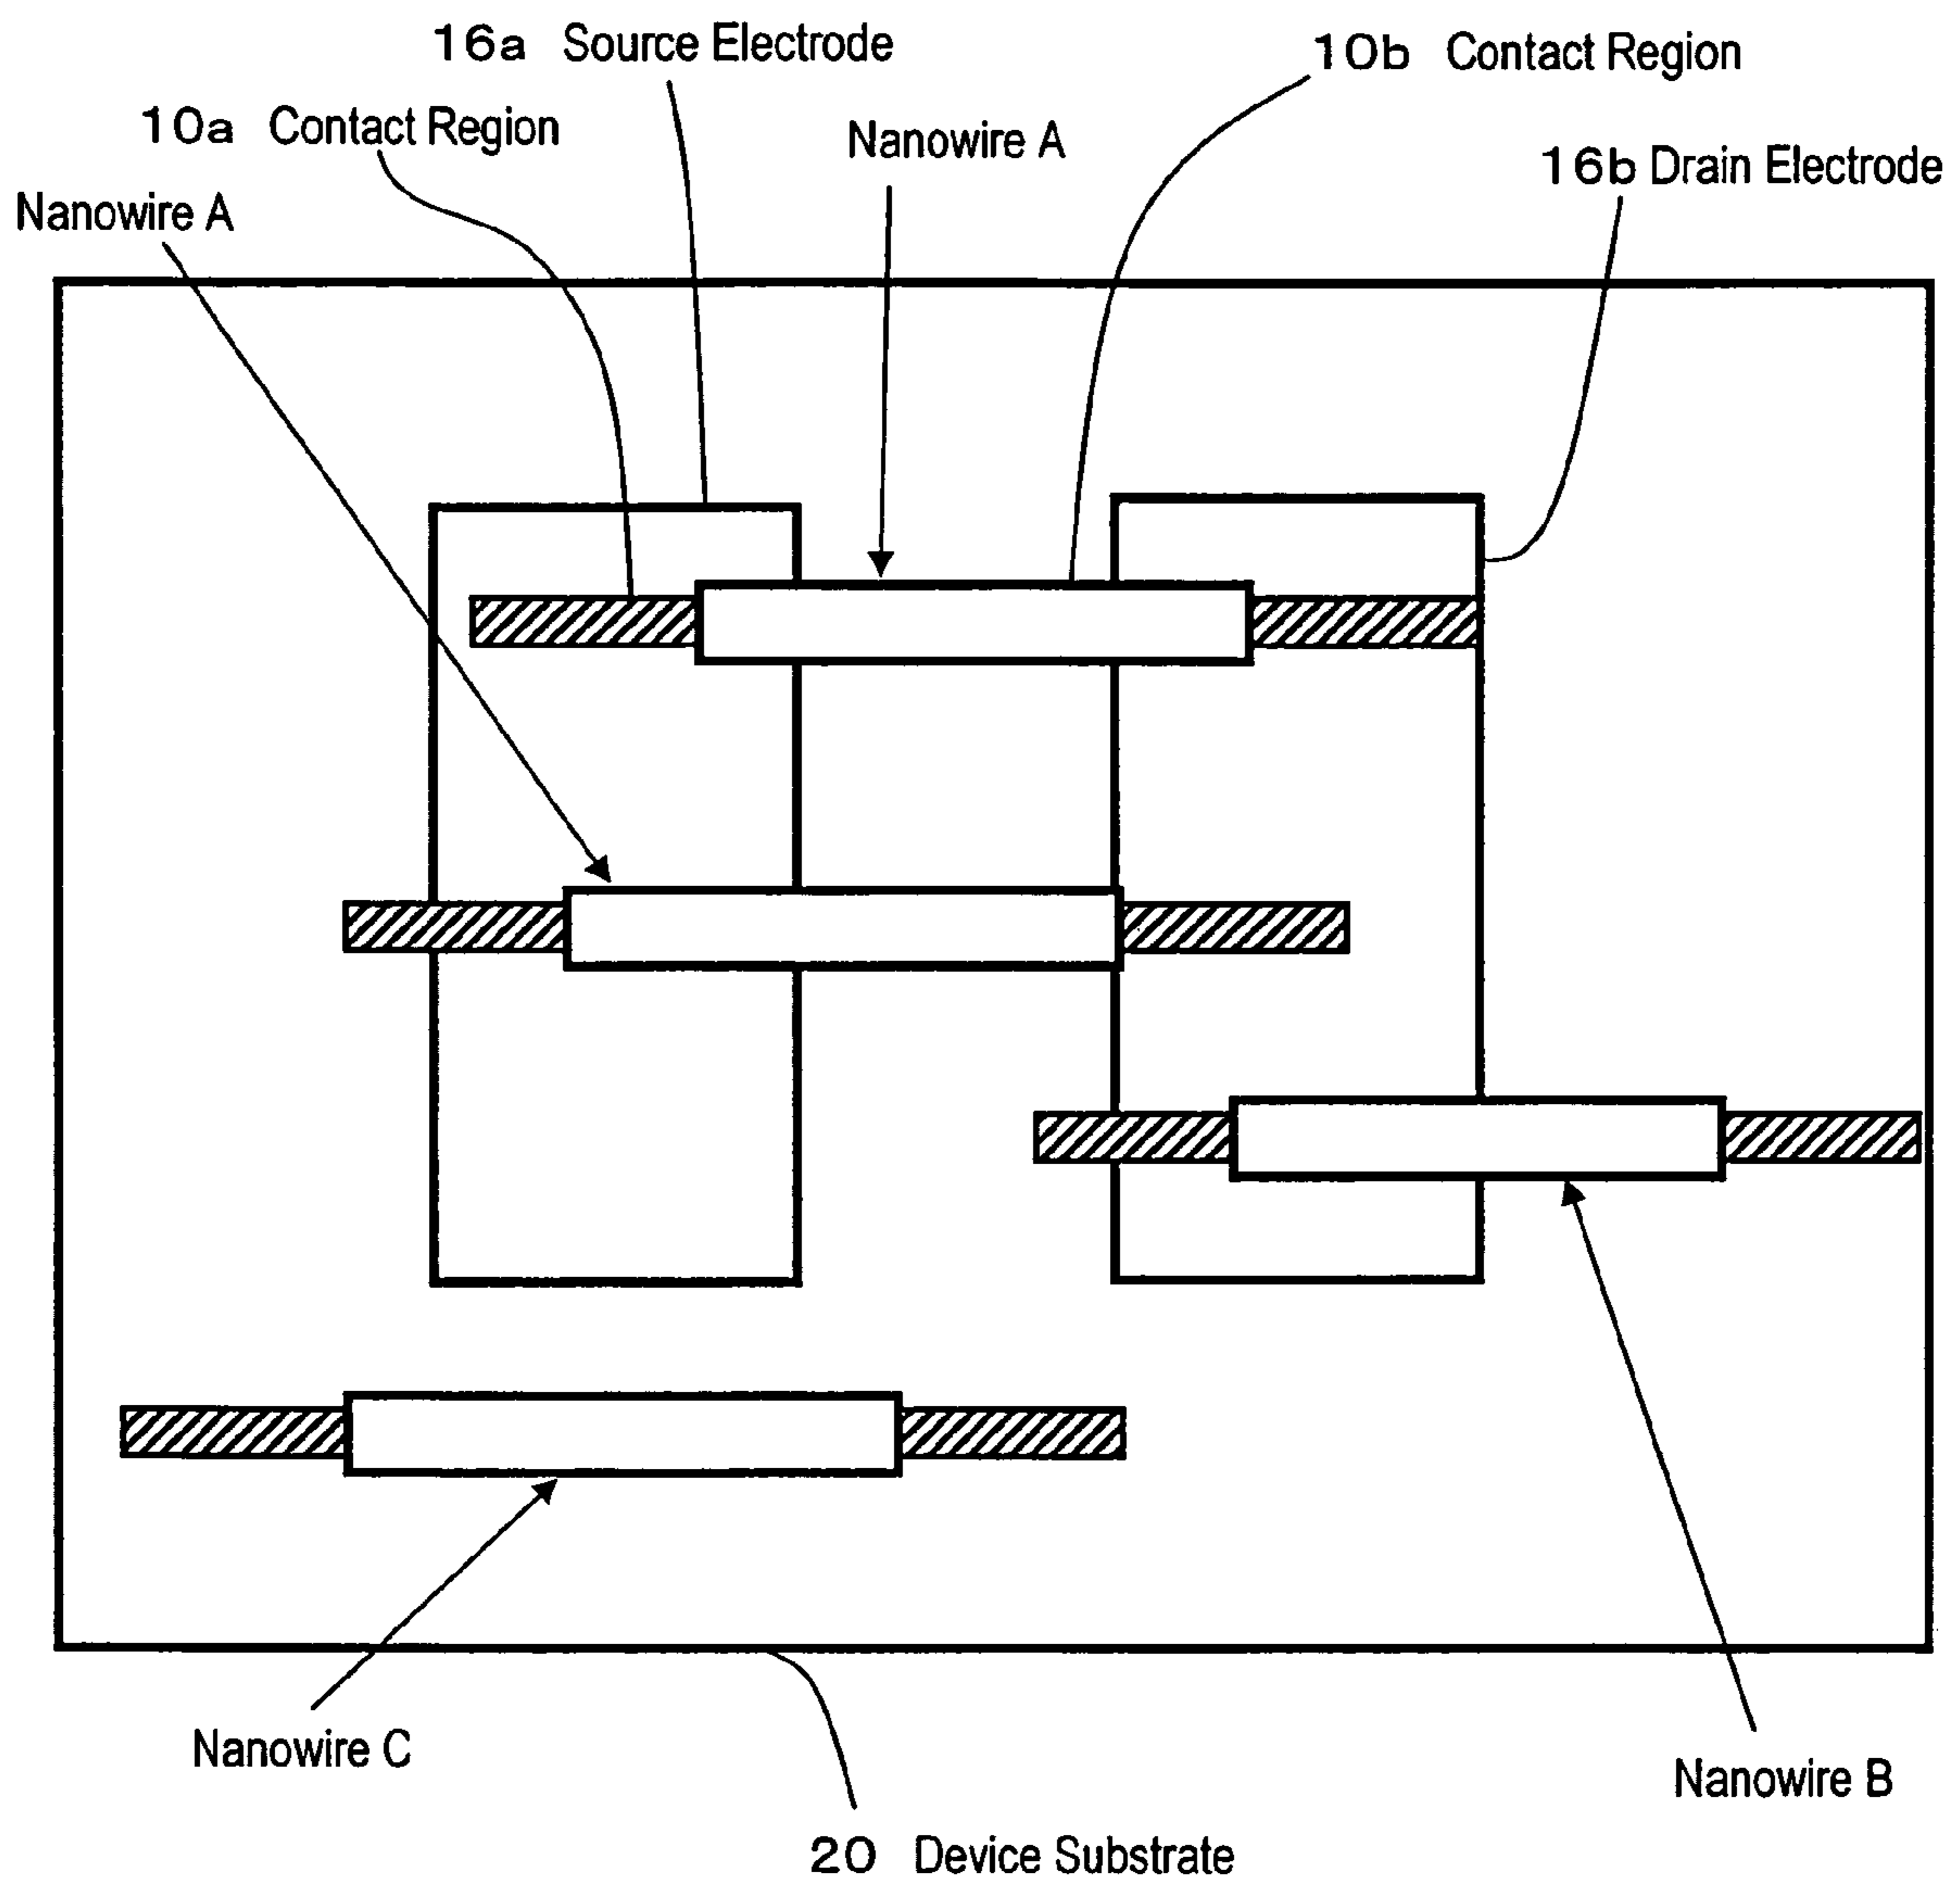 16a Source Electrode
10b Contact Region
10a Contact Region
Nanowire A
16b Drain Electrode
Nanowire A
Nanowire C
Nanowire B
20 Device Substrate